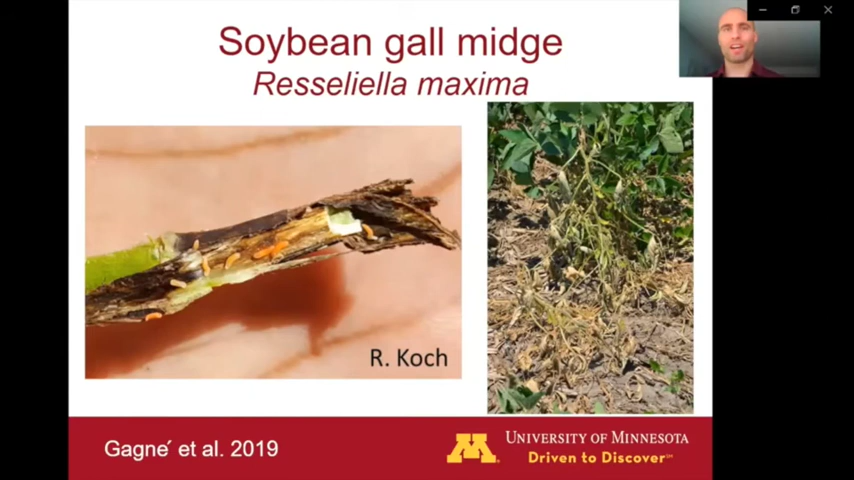 Soybean gall midge
Resseliella maxima
R. Koch
Gagne´ et al. 2019
M
UNIVERSITY OF MINNESOTA
Driven to Discover℠